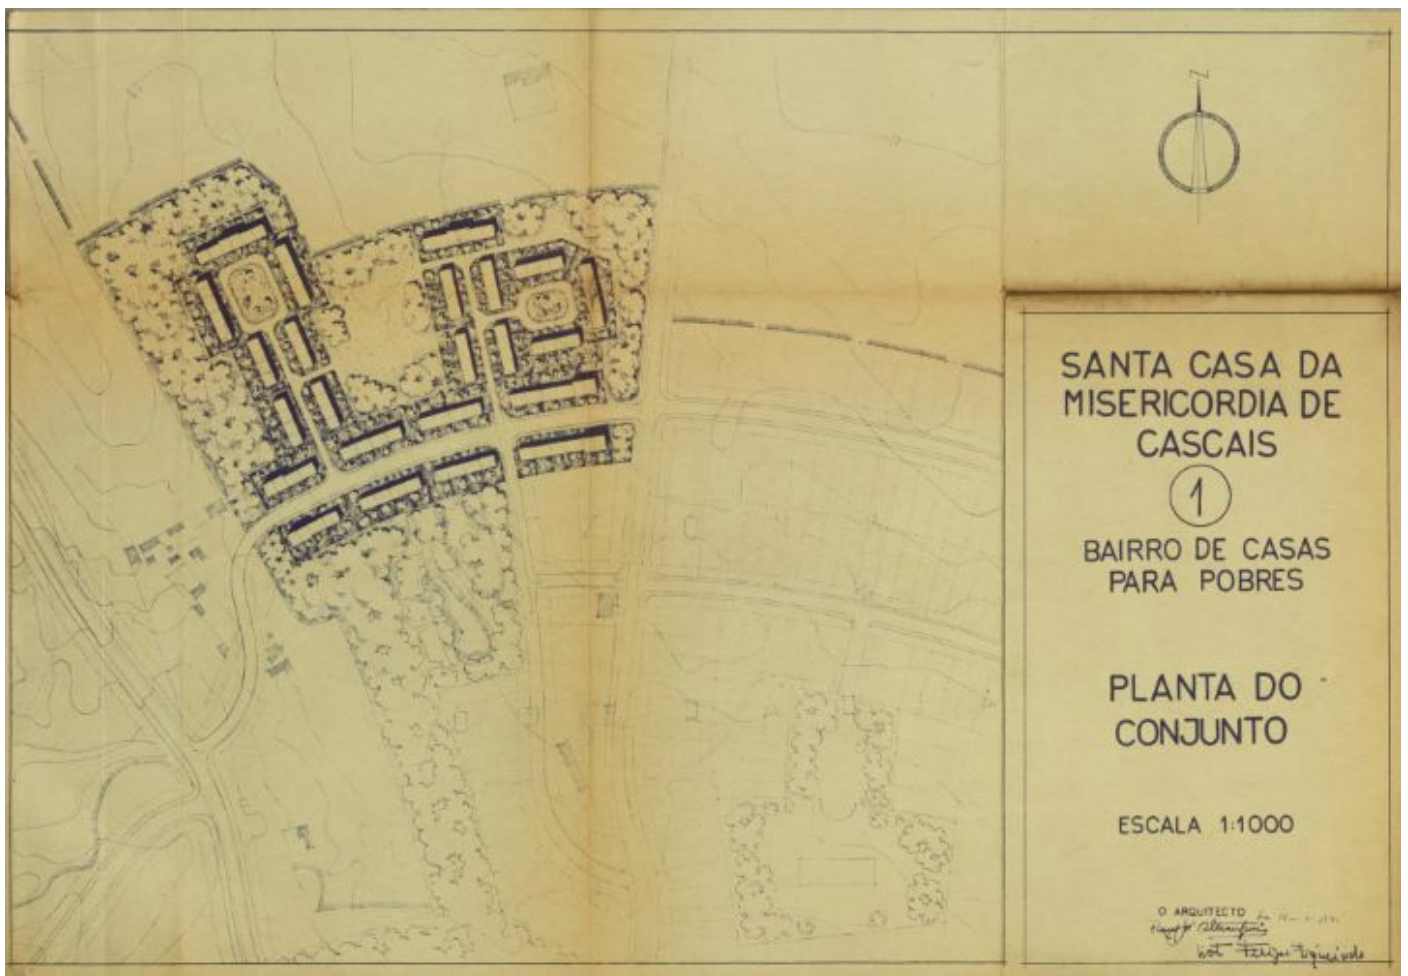 N
SANTA CASA DA
MISERICORDIA DE
CASCAIS
1
BAIRRO DE CASAS
PARA POBRES
PLANTA DO
CONJUNTO
ESCALA 1:1000
O ARQUITECTO